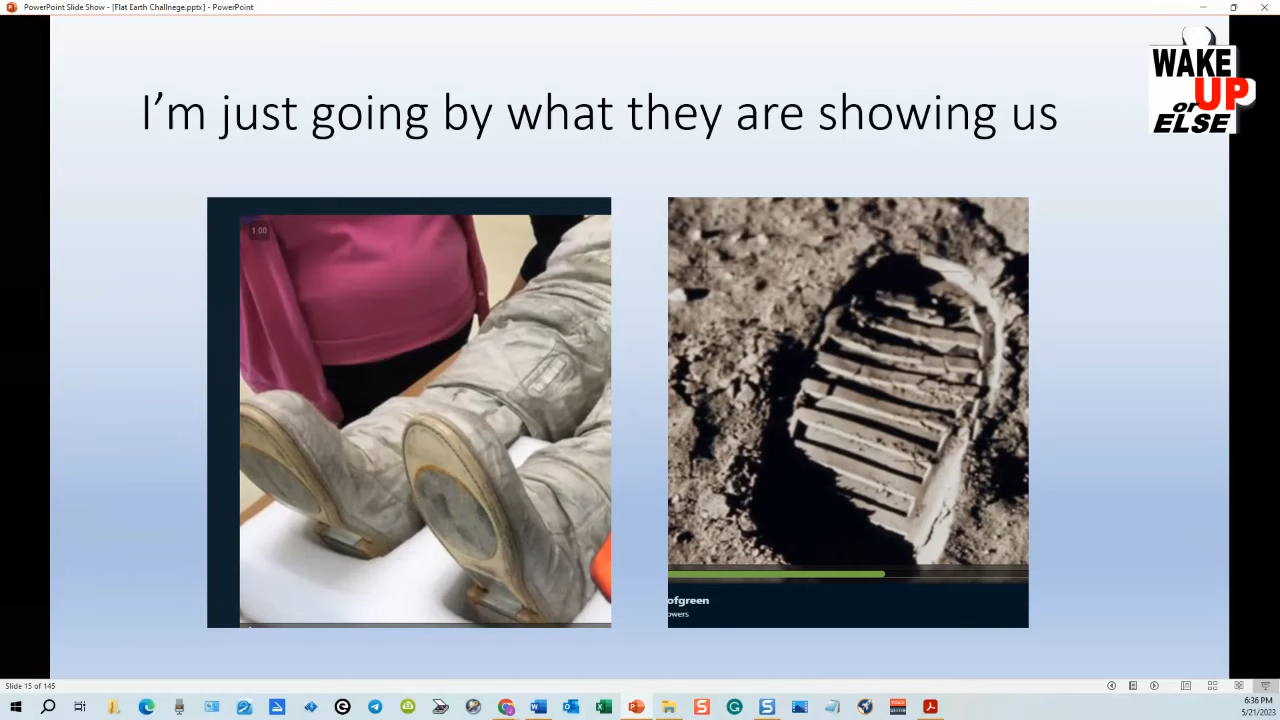 PowerPoint Slide Show - [Flat Earth Challnege.pptx] - PowerPoint
WAKE
UP
or
ELSE
I'm just going by what they are showing us
1:00
ofgreen
owers
Slide 15 of 145
6:36 PM
5/21/2023